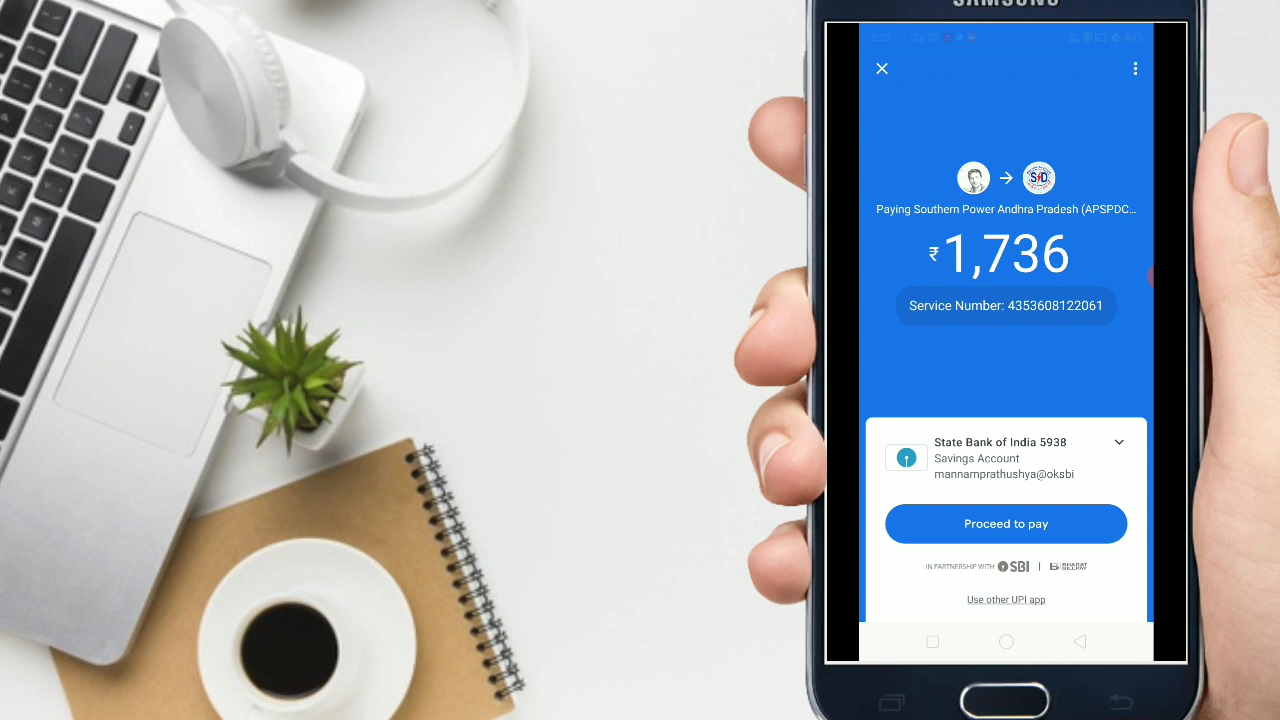 SAMSUNG
Paying Southern Power Andhra Pradesh (APSPDC...
₹1,736
Service Number: 4353608122061
State Bank of India 5938
Savings Account
mannamprathushya@oksbi
Proceed to pay
IN PARTNERSHIP WITH SBI | BHARAT BILLPAY
Use other UPI app